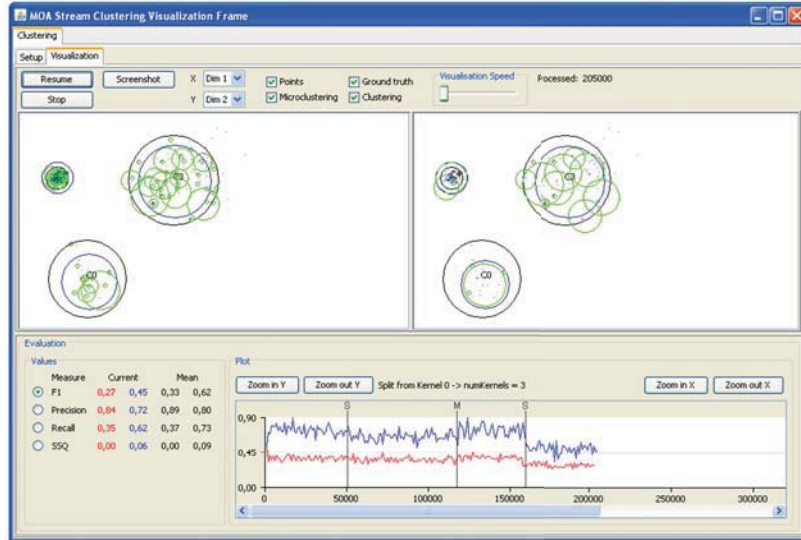 MOA Stream Clustering Visualization Frame
Clustering
Setup Visualization
Resume Screenshot X Dim 1 Points Ground truth Visualisation Speed Processed: 205000
Stop Y Dim 2 Microclustering Clustering
C0 C0
Evaluation
Values Plot
Measure Current Mean
Zoom in Y Zoom out Y Split from Kernel 0 -> numKernels = 3 Zoom in X Zoom out X
F1 0,27 0,45 0,33 0,62
Precision 0,84 0,72 0,89 0,80
Recall 0,35 0,62 0,37 0,73
SSQ 0,00 0,06 0,00 0,09
S M S
0,90
0,45
0,00
0 50000 100000 150000 200000 250000 300000